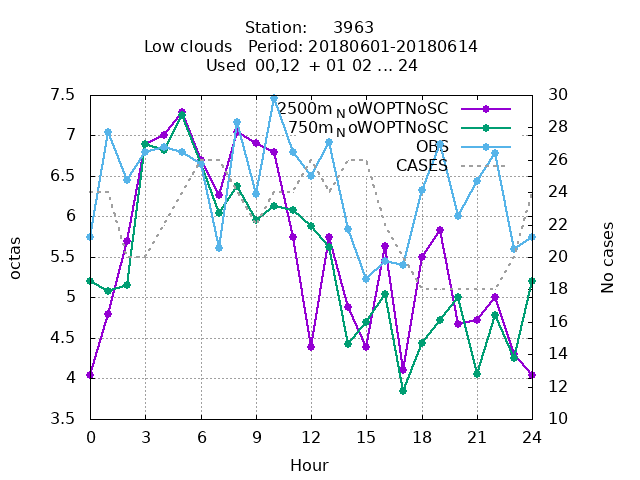 Station: 3963
Low clouds Period: 20180601-20180614
Used 00,12 + 01 02 ... 24
7.5
7
6.5
6
5.5
5
4.5
4
3.5
30
28
26
24
22
20
18
16
14
12
10
2500m_NoWOPTNoSC
750m_NoWOPTNoSC
OBS
CASES
octas
No cases
0 3 6 9 12 15 18 21 24
Hour